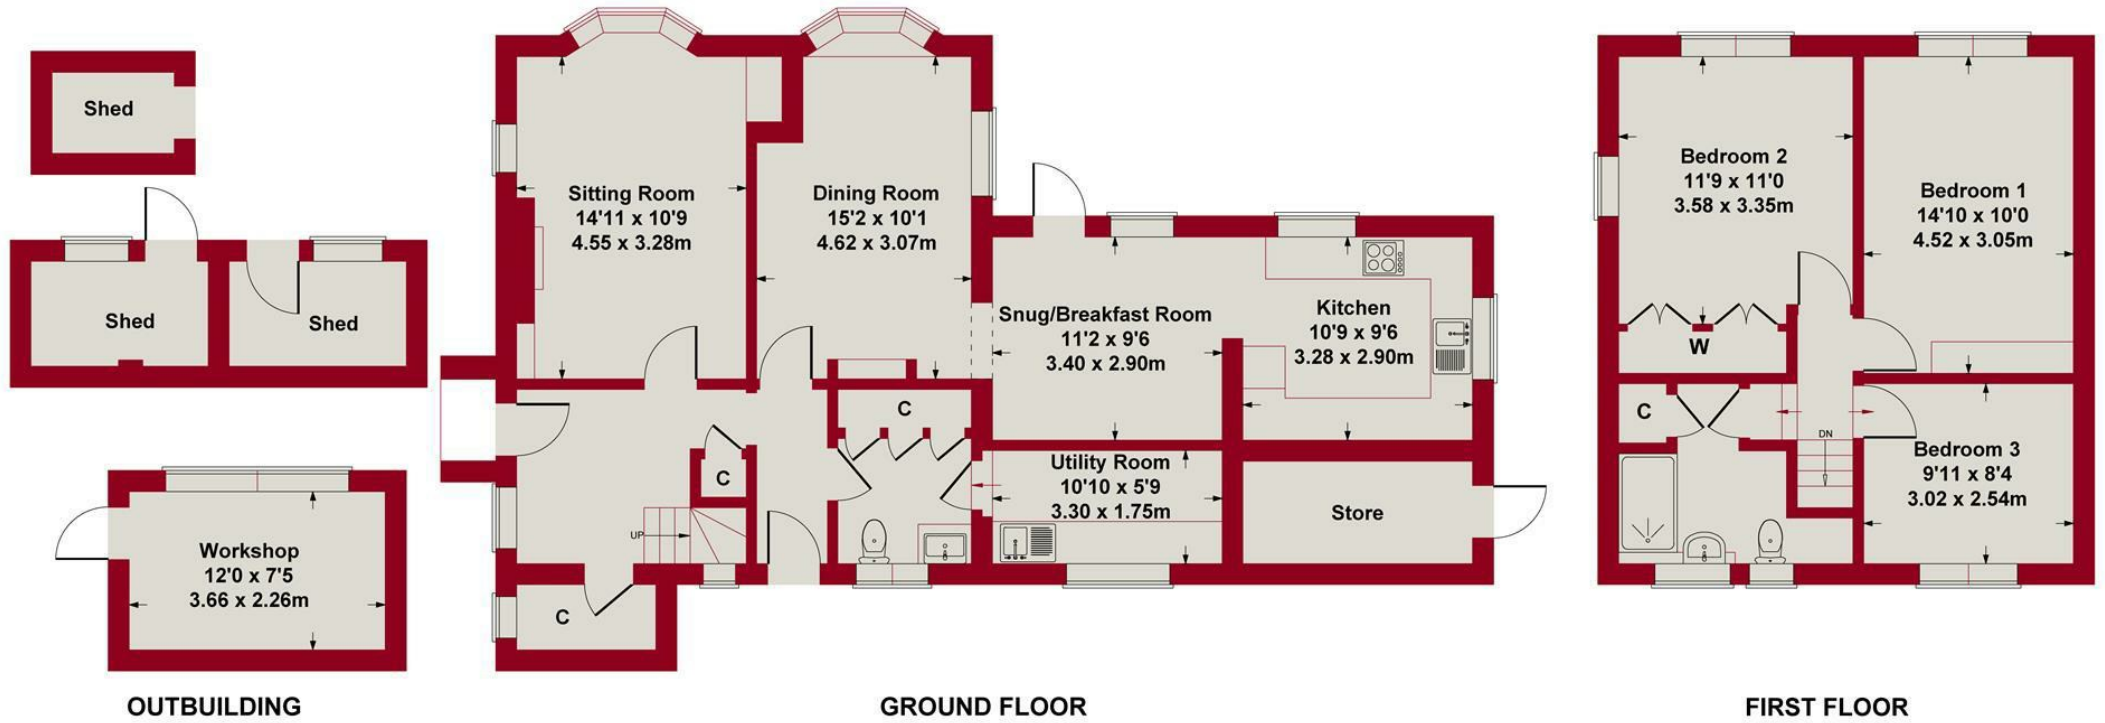 Shed
Shed
Shed
Workshop
12'0 x 7'5
3.66 x 2.26m
OUTBUILDING
Sitting Room
14'11 x 10'9
4.55 x 3.28m
Dining Room
15'2 x 10'1
4.62 x 3.07m
Snug/Breakfast Room
11'2 x 9'6
3.40 x 2.90m
Kitchen
10'9 x 9'6
3.28 x 2.90m
C
C
UP
Utility Room
10'10 x 5'9
3.30 x 1.75m
Store
C
GROUND FLOOR
Bedroom 2
11'9 x 11'0
3.58 x 3.35m
Bedroom 1
14'10 x 10'0
4.52 x 3.05m
W
C
DN
Bedroom 3
9'11 x 8'4
3.02 x 2.54m
FIRST FLOOR